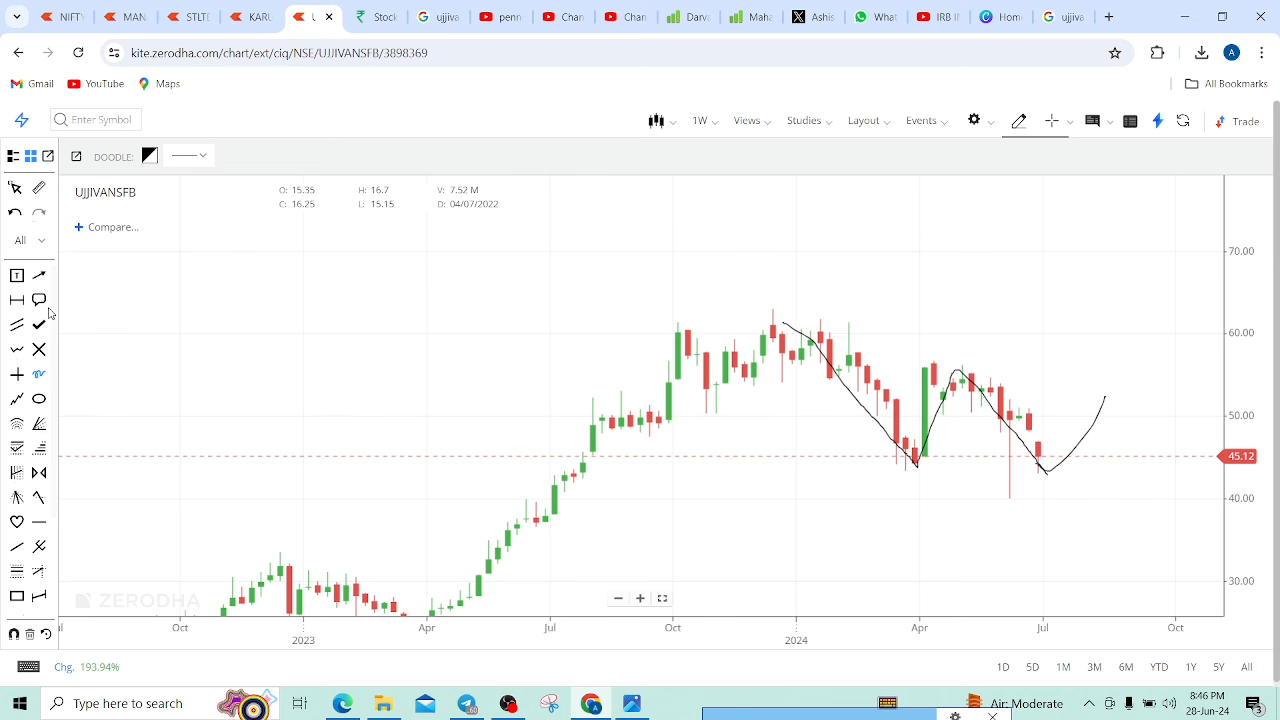 MAN
STLT
KARU
Stock
ujjiva
penn
Chan
Chan
Dan
Maha
Ashis
What
IRB II
Hom
ujjiva
kite.zerodha.com/chart/ext/ciq/NSE/UJJIVANSFB/3898369
A
Gmail YouTube Maps
All Bookmarks
Enter Symbol
1W Views Studies Layout Events
Trade
DOODLE:
UJJIVANSFB
O: 15.35 H: 16.7 V: 7.52 M
C: 16.25 L: 15.15 D: 04/07/2022
+ Compare...
All
T
70.00
60.00
50.00
45.12
40.00
30.00
ZERODHA
Oct
2023
Apr
Jul
Oct
2024
Apr
Jul
Oct
Chg. 193.94%
1D 5D 1M 3M 6M YTD 1Y 5Y All
Type here to search
Air Moderate
8:46 PM
28-Jun-24